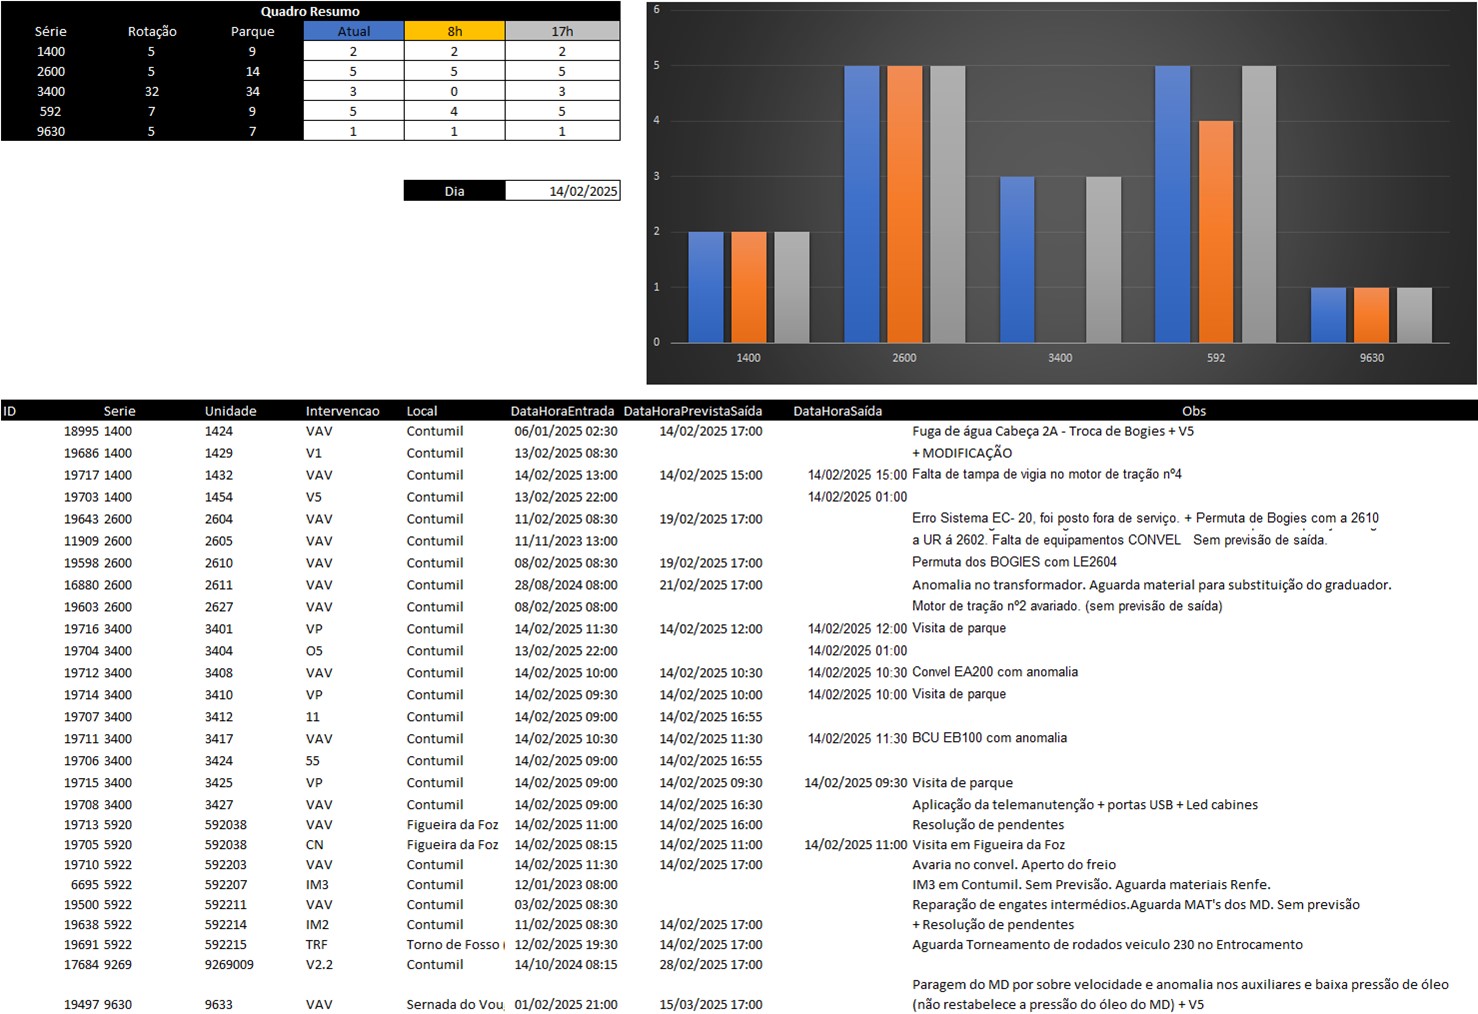 Quadro Resumo
Série Rotação Parque Atual 8h 17h
1400 5 9 2 2 2
2600 5 14 5 5 5
3400 32 34 3 0 3
592 7 9 5 4 5
9630 5 7 1 1 1
Dia 14/02/2025
6
5
4
3
2
1
0
1400 2600 3400 592 9630
ID Serie Unidade Intervencao Local DataHoraEntrada DataHoraPrevistaSaída DataHoraSaída Obs
18995 1400 1424 VAV Contumil 06/01/2025 02:30 14/02/2025 17:00 Fuga de água Cabeça 2A - Troca de Bogies + V5
19686 1400 1429 V1 Contumil 13/02/2025 08:30 + MODIFICAÇÃO
19717 1400 1432 VAV Contumil 14/02/2025 13:00 14/02/2025 15:00 14/02/2025 15:00 Falta de tampa de vigia no motor de tração nº4
19703 1400 1454 V5 Contumil 13/02/2025 22:00 14/02/2025 01:00
19643 2600 2604 VAV Contumil 11/02/2025 08:30 19/02/2025 17:00 Erro Sistema EC- 20, foi posto fora de serviço. + Permuta de Bogies com a 2610
11909 2600 2605 VAV Contumil 11/11/2023 13:00 a UR á 2602. Falta de equipamentos CONVEL Sem previsão de saída.
19598 2600 2610 VAV Contumil 08/02/2025 08:30 19/02/2025 17:00 Permuta dos BOGIES com LE2604
16880 2600 2611 VAV Contumil 28/08/2024 08:00 21/02/2025 17:00 Anomalia no transformador. Aguarda material para substituição do graduador.
19603 2600 2627 VAV Contumil 08/02/2025 08:00 Motor de tração nº2 avariado. (sem previsão de saída)
19716 3400 3401 VP Contumil 14/02/2025 11:30 14/02/2025 12:00 14/02/2025 12:00 Visita de parque
19704 3400 3404 O5 Contumil 13/02/2025 22:00 14/02/2025 01:00
19712 3400 3408 VAV Contumil 14/02/2025 10:00 14/02/2025 10:30 14/02/2025 10:30 Convel EA200 com anomalia
19714 3400 3410 VP Contumil 14/02/2025 09:30 14/02/2025 10:00 14/02/2025 10:00 Visita de parque
19707 3400 3412 11 Contumil 14/02/2025 09:00 14/02/2025 16:55
19711 3400 3417 VAV Contumil 14/02/2025 10:30 14/02/2025 11:30 14/02/2025 11:30 BCU EB100 com anomalia
19706 3400 3424 55 Contumil 14/02/2025 09:00 14/02/2025 16:55
19715 3400 3425 VP Contumil 14/02/2025 09:00 14/02/2025 09:30 14/02/2025 09:30 Visita de parque
19708 3400 3427 VAV Contumil 14/02/2025 09:00 14/02/2025 16:30 Aplicação da telemanutenção + portas USB + Led cabines
19713 5920 592038 VAV Figueira da Foz 14/02/2025 11:00 14/02/2025 16:00 Resolução de pendentes
19705 5920 592038 CN Figueira da Foz 14/02/2025 08:15 14/02/2025 11:00 14/02/2025 11:00 Visita em Figueira da Foz
19710 5922 592203 VAV Contumil 14/02/2025 11:30 14/02/2025 17:00 Avaria no convel. Aperto do freio
6695 5922 592207 IM3 Contumil 12/01/2023 08:00 IM3 em Contumil. Sem Previsão. Aguarda materiais Renfe.
19500 5922 592211 VAV Contumil 03/02/2025 08:30 Reparação de engates intermédios.Aguarda MAT's dos MD. Sem previsão
19638 5922 592214 IM2 Contumil 11/02/2025 08:30 14/02/2025 17:00 + Resolução de pendentes
19691 5922 592215 TRF Torno de Fosso ( 12/02/2025 19:30 14/02/2025 17:00 Aguarda Torneamento de rodados veiculo 230 no Entrocamento
17684 9269 9269009 V2.2 Contumil 14/10/2024 08:15 28/02/2025 17:00
Paragem do MD por sobre velocidade e anomalia nos auxiliares e baixa pressão de óleo
19497 9630 9633 VAV Sernada do Vou 01/02/2025 21:00 15/03/2025 17:00 (não restabelece a pressão do óleo do MD) + V5